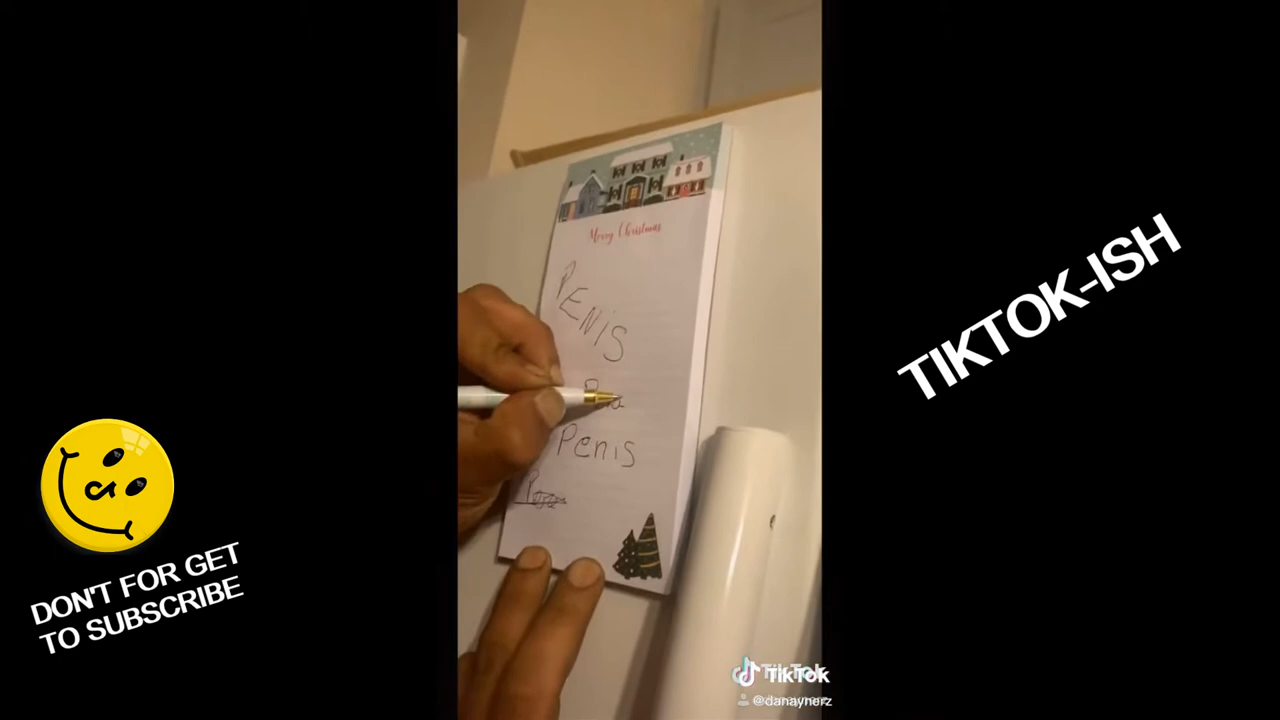 Merry Christmas
PENIS
Penis
TIKTOK-ISH
DON'T FOR GET
TO SUBSCRIBE
TikTok
@danaynerz